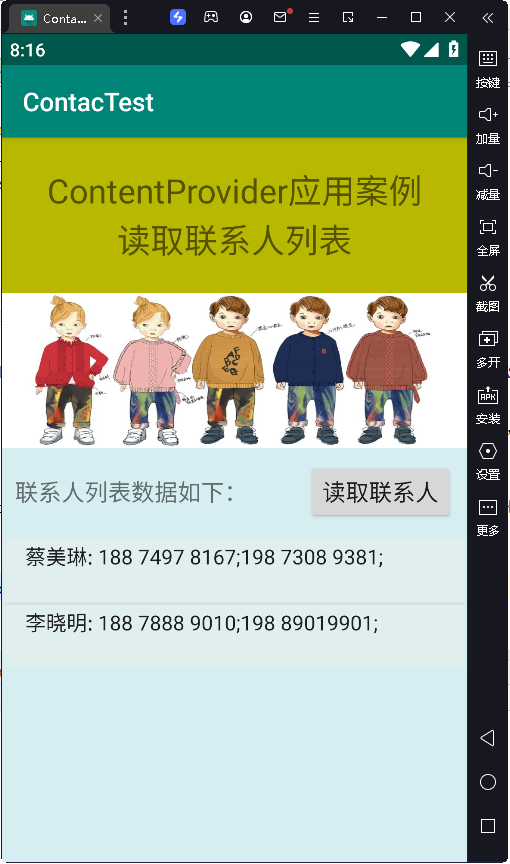 Conta...
8:16
ContacTest
ContentProvider应用案例
读取联系人列表
联系人列表数据如下：
读取联系人
蔡美琳: 188 7497 8167;198 7308 9381;
李晓明: 188 7888 9010;198 89019901;
按键
加量
减量
全屏
截图
多开
APK
安装
设置
更多